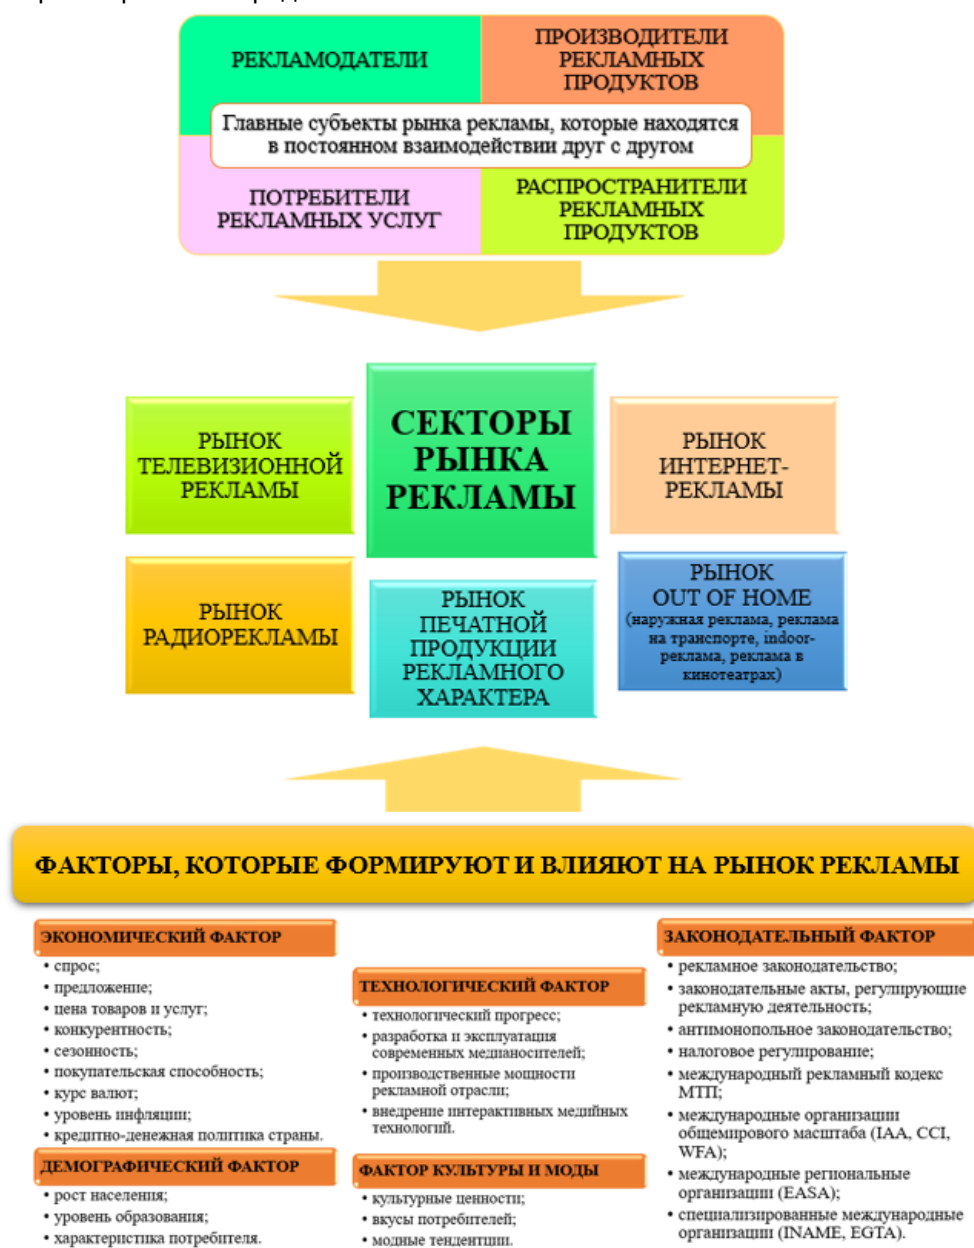 РЕКЛАМОДАТЕЛИ
ПРОИЗВОДИТЕЛИ
РЕКЛАМНЫХ
ПРОДУКТОВ
Главные субъекты рынка рекламы, которые находятся
в постоянном взаимодействии друг с другом
ПОТРЕБИТЕЛИ
РЕКЛАМНЫХ УСЛУГ
РАСПРОСТРАНИТЕЛИ
РЕКЛАМНЫХ
ПРОДУКТОВ
СЕКТОРЫ
РЫНКА
РЕКЛАМЫ
РЫНОК
ТЕЛЕВИЗИОННОЙ
РЕКЛАМЫ
РЫНОК
ИНТЕРНЕТ-
РЕКЛАМЫ
РЫНОК
РАДИОРЕКЛАМЫ
РЫНОК
ПЕЧАТНОЙ
ПРОДУКЦИИ
РЕКЛАМНОГО
ХАРАКТЕРА
РЫНОК
OUT OF HOME
(наружная реклама, реклама
на транспорте, indoor-
реклама, реклама в
кинотеатрах)
ФАКТОРЫ, КОТОРЫЕ ФОРМИРУЮТ И ВЛИЯЮТ НА РЫНОК РЕКЛАМЫ
ЭКОНОМИЧЕСКИЙ ФАКТОР
• спрос;
• предложение;
• цена товаров и услуг;
• конкурентность;
• сезонность;
• покупательская способность;
• курс валют;
• уровень инфляции;
• кредитно-денежная политика страны.
ДЕМОГРАФИЧЕСКИЙ ФАКТОР
• рост населения;
• уровень образования;
• характеристика потребителя.
ТЕХНОЛОГИЧЕСКИЙ ФАКТОР
• технологический прогресс;
• разработка и эксплуатация
современных медианосителей;
• производственные мощности
рекламной отрасли;
• внедрение интерактивных медийных
технологий.
ФАКТОР КУЛЬТУРЫ И МОДЫ
• культурные ценности;
• вкусы потребителей;
• модные тендентции.
ЗАКОНОДАТЕЛЬНЫЙ ФАКТОР
• рекламное законодательство;
• законодательные акты, регулирующие
рекламную деятельность;
• антимонопольное законодательство;
• налоговое регулирование;
• международный рекламный кодекс
МТП;
• международные организации
общемирового масштаба (IAA, CCI,
WFA);
• международные региональные
организации (EASA);
• специализированные международные
организации (INAME, EGTA).